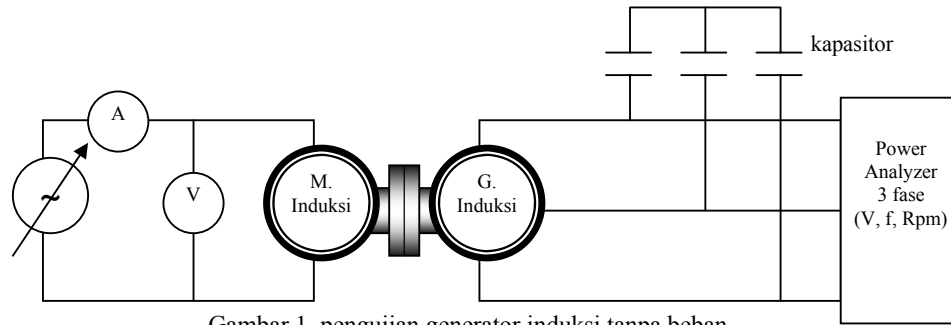 kapasitor
A
~
V
M.
Induksi
G.
Induksi
Power
Analyzer
3 fase
(V, f, Rpm)
Gambar 1. pengujian generator induksi tanpa beban